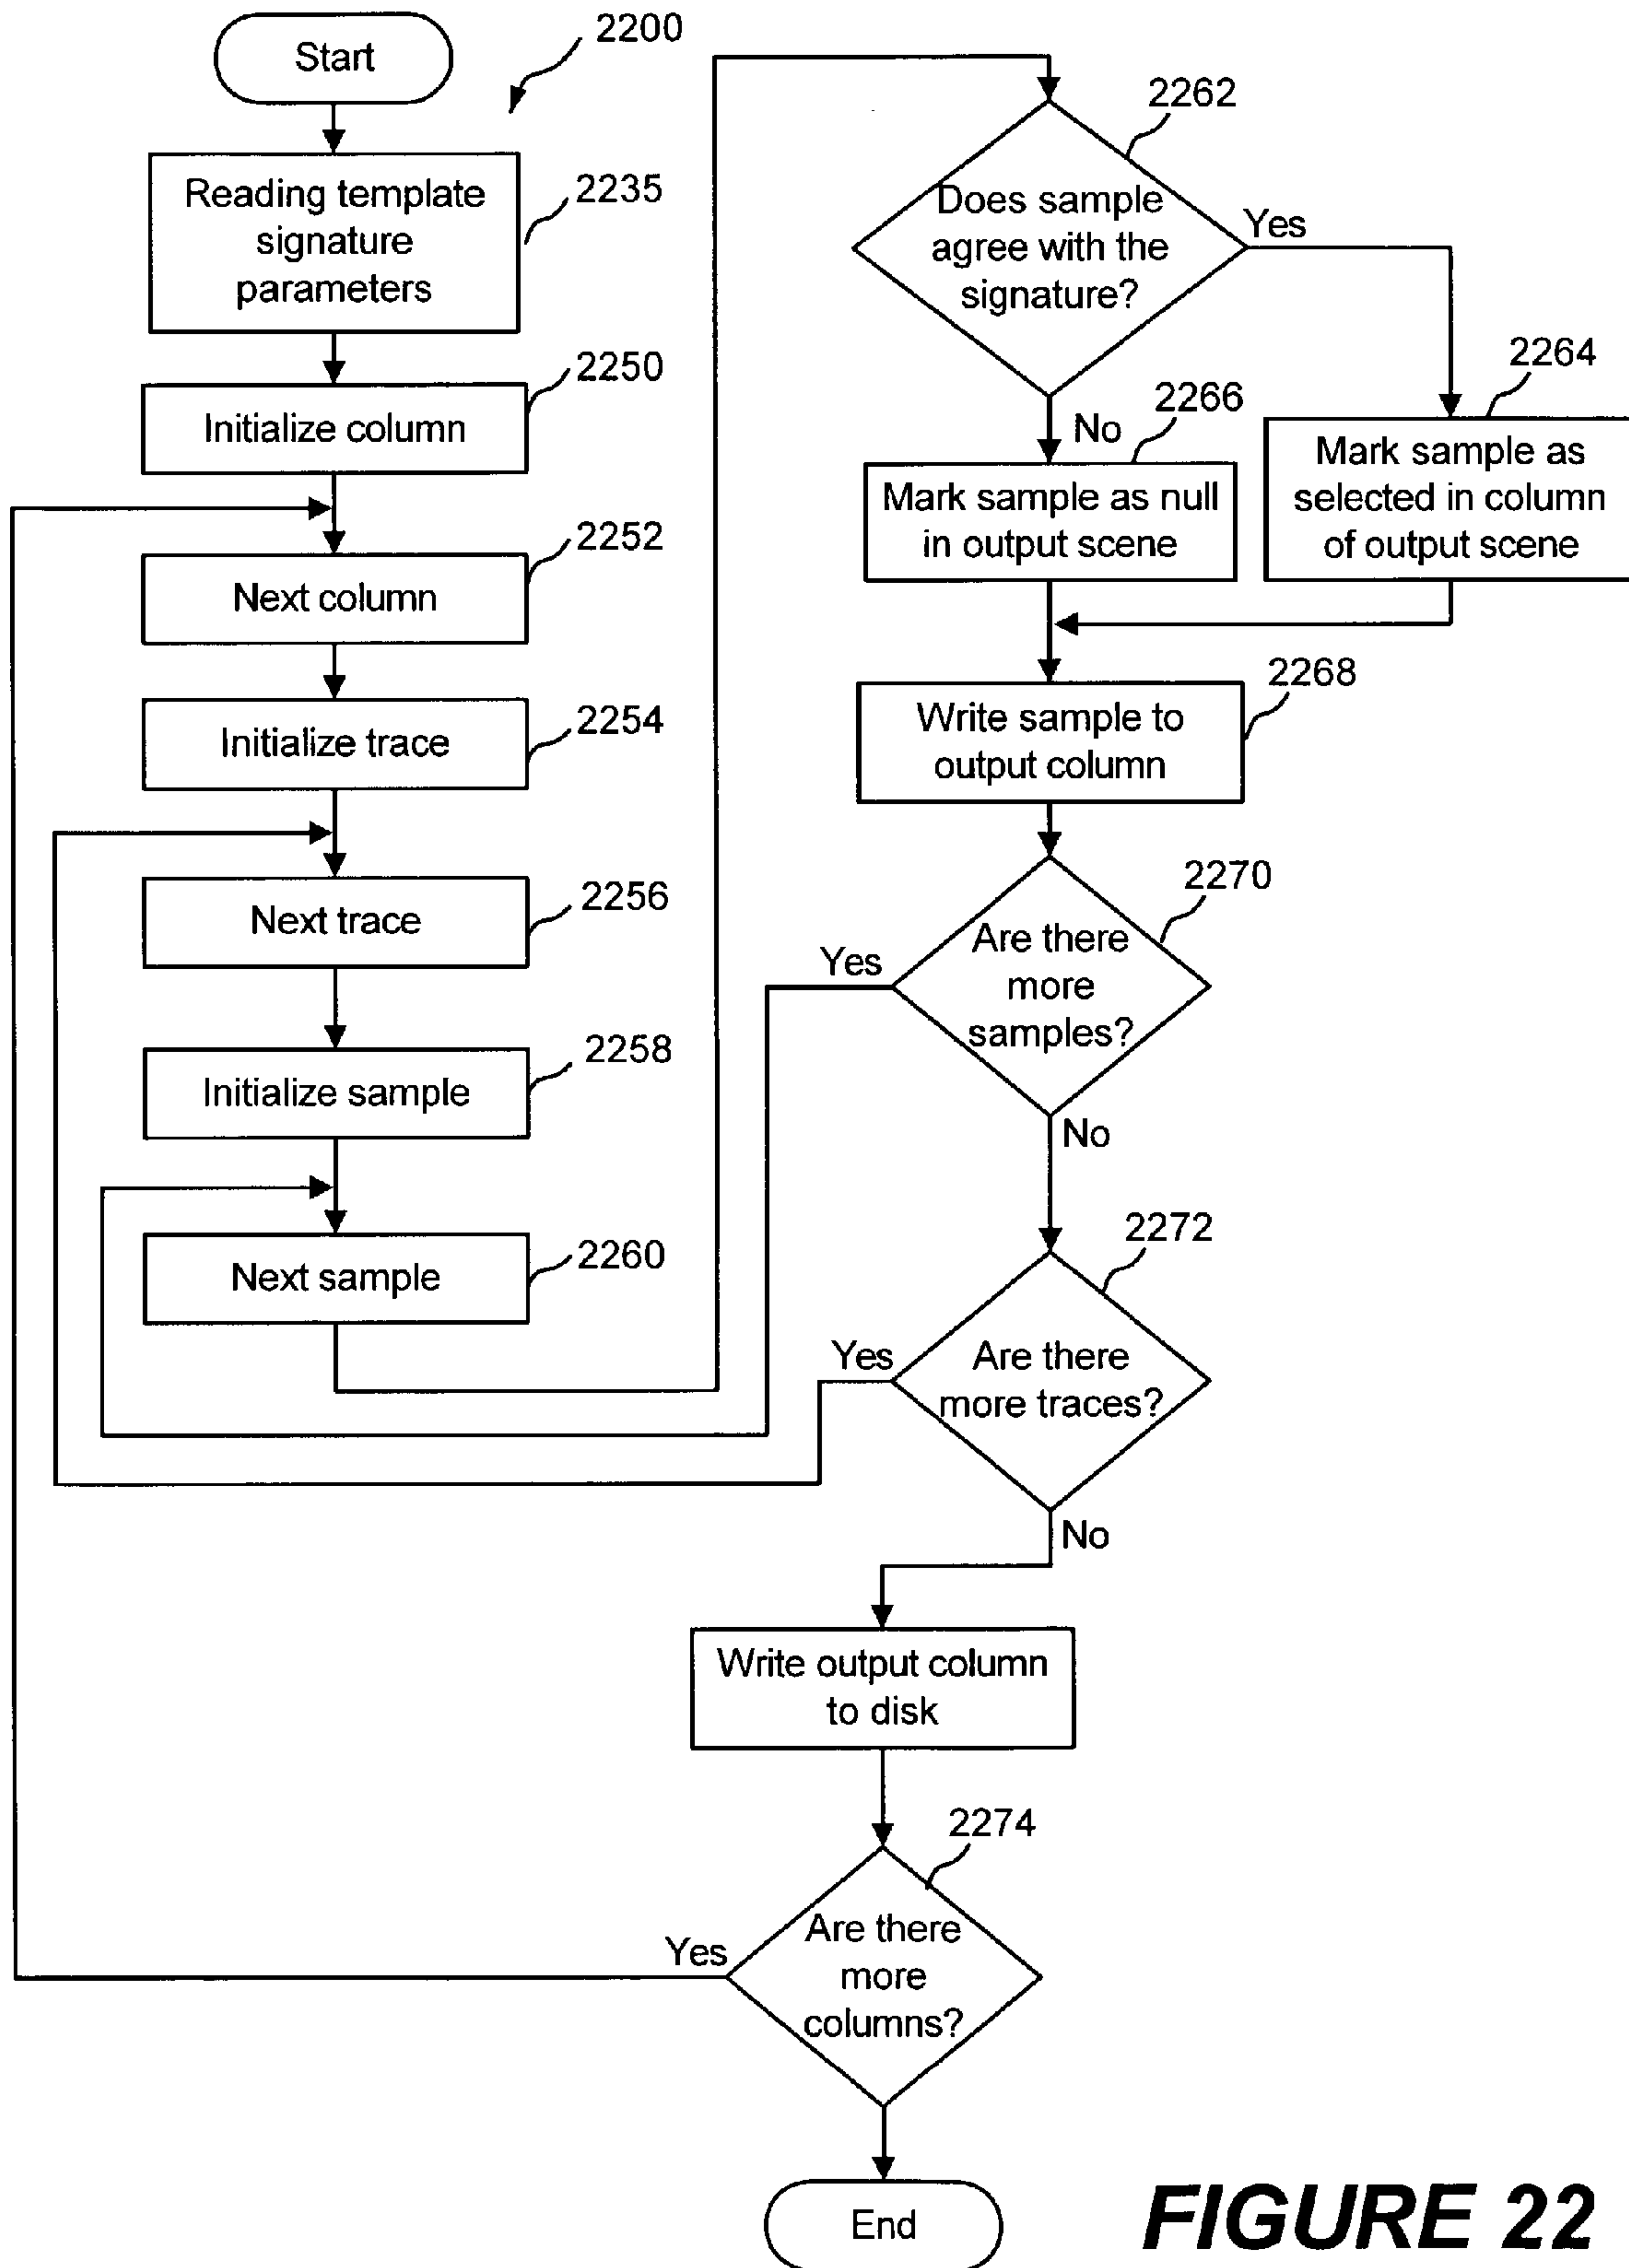 Start
2200
Reading template
signature
parameters
2235
Initialize column
2250
Next column
2252
Initialize trace
2254
Next trace
2256
Initialize sample
2258
Next sample
2260
2262
Does sample
agree with the
signature?
Yes
No
2266
Mark sample as null
in output scene
2264
Mark sample as
selected in column
of output scene
2268
Write sample to
output column
2270
Are there
more
samples?
Yes
No
2272
Are there
more traces?
Yes
No
Write output column
to disk
2274
Are there
more
columns?
Yes
End
FIGURE 22